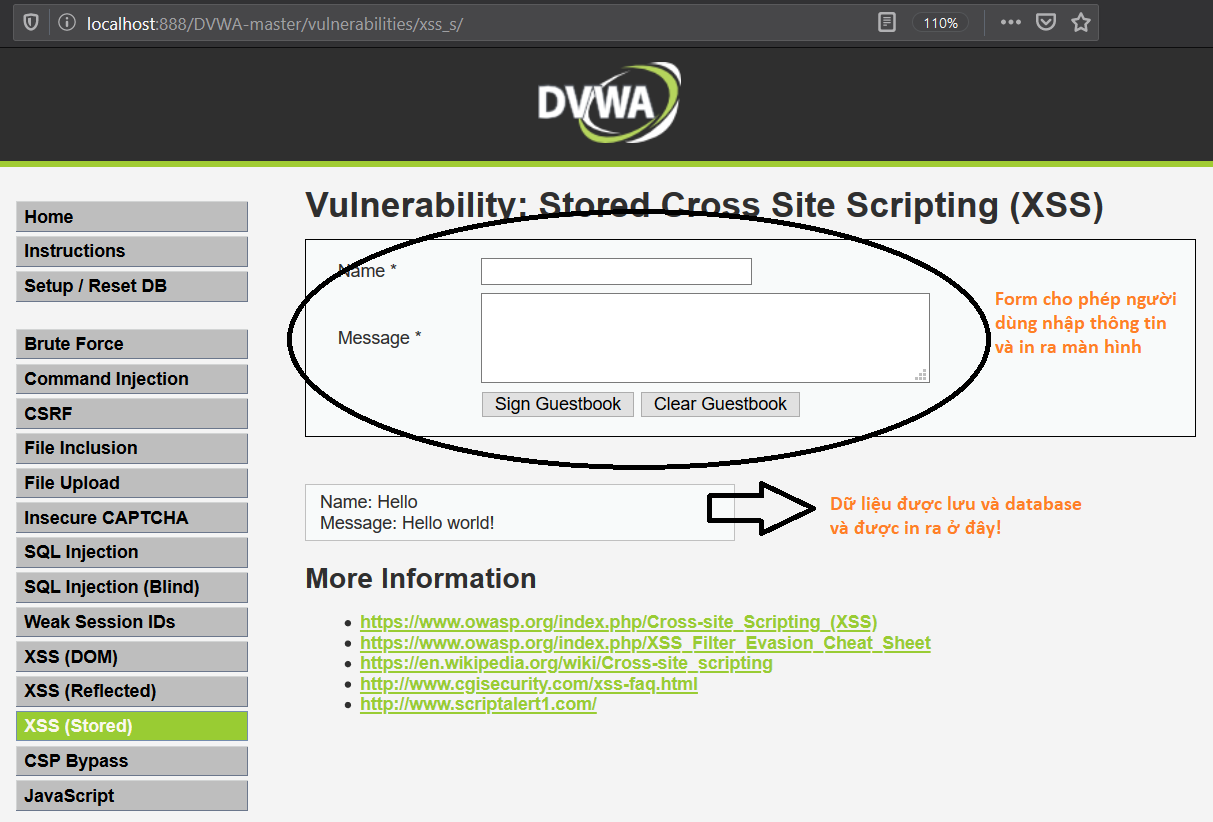 localhost:888/DVWA-master/vulnerabilities/xss_s/
110%
DVWA
Home
Instructions
Setup / Reset DB
Brute Force
Command Injection
CSRF
File Inclusion
File Upload
Insecure CAPTCHA
SQL Injection
SQL Injection (Blind)
Weak Session IDs
XSS (DOM)
XSS (Reflected)
XSS (Stored)
CSP Bypass
JavaScript
Vulnerability: Stored Cross Site Scripting (XSS)
Name *
Message *
Sign Guestbook
Clear Guestbook
Form cho phép người
dùng nhập thông tin
và in ra màn hình
Name: Hello
Message: Hello world!
Dữ liệu được lưu và database
và được in ra ở đây!
More Information
https://www.owasp.org/index.php/Cross-site_Scripting_(XSS)
https://www.owasp.org/index.php/XSS_Filter_Evasion_Cheat_Sheet
https://en.wikipedia.org/wiki/Cross-site_scripting
http://www.cgisecurity.com/xss-faq.html
http://www.scriptalert1.com/